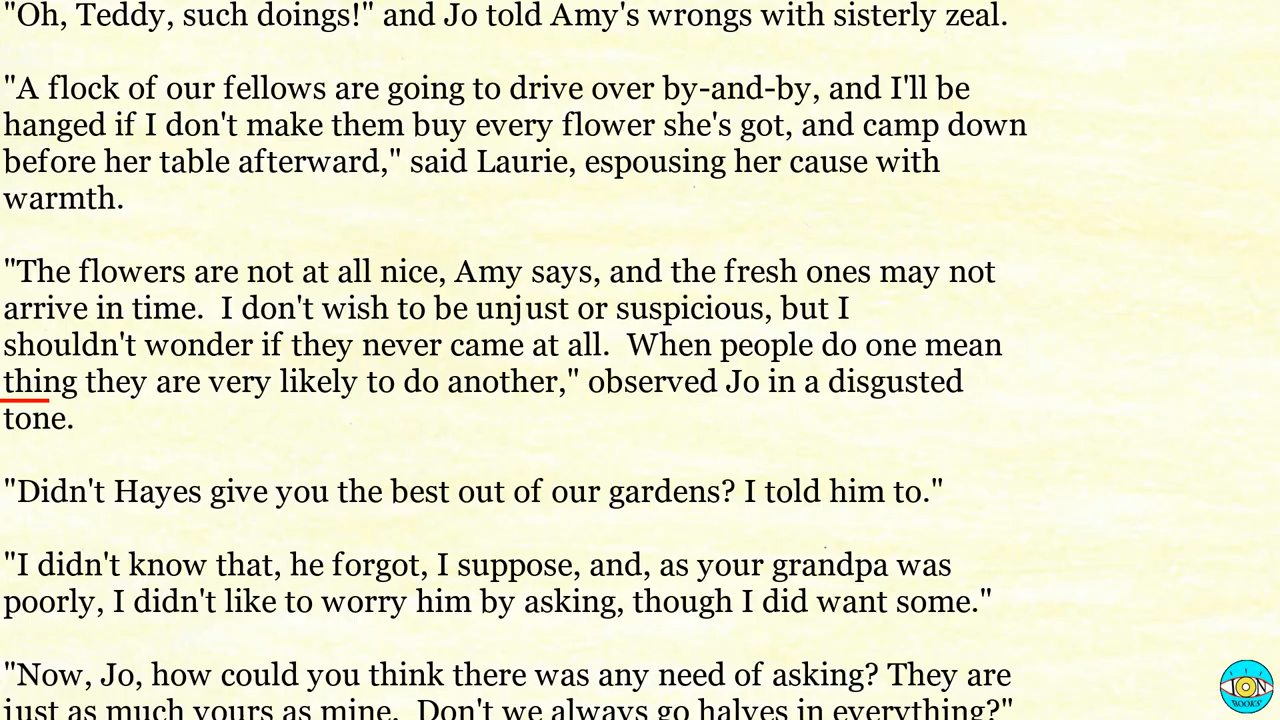 "Oh, Teddy, such doings!" and Jo told Amy's wrongs with sisterly zeal.
"A flock of our fellows are going to drive over by-and-by, and I'll be
hanged if I don't make them buy every flower she's got, and camp down
before her table afterward," said Laurie, espousing her cause with
warmth.
"The flowers are not at all nice, Amy says, and the fresh ones may not
arrive in time.  I don't wish to be unjust or suspicious, but I
shouldn't wonder if they never came at all.  When people do one mean
thing they are very likely to do another," observed Jo in a disgusted
tone.
"Didn't Hayes give you the best out of our gardens? I told him to."
"I didn't know that, he forgot, I suppose, and, as your grandpa was
poorly, I didn't like to worry him by asking, though I did want some."
"Now, Jo, how could you think there was any need of asking? They are
just as much yours as mine.  Don't we always go halves in everything?"
ION
BOOKS